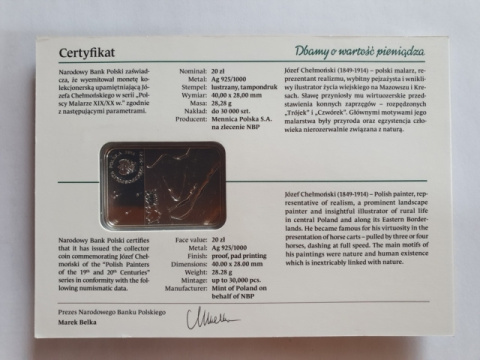 Certyfikat
Dbamy o wartość pieniądza
Narodowy Bank Polski zaświad-
cza, że wyemitował monetę ko-
lekcjonerską upamiętniającą Jó-
zefa Chełmońskiego w serii „Pol-
scy Malarze XIX/XX w.” zgodnie
z następującymi parametrami.
Nominał: 20 zł
Metal: Ag 925/1000
Stempel: lustrzany, tampondruk
Wymiary: 40,00 x 28,00 mm
Masa: 28,28 g
Nakład: do 30 000 szt.
Producent: Mennica Polska S.A.
na zlecenie NBP
Józef Chełmoński (1849-1914) – polski malarz, re-
prezentant realizmu, wybitny pejzażysta i wnikli-
wy ilustrator życia wiejskiego na Mazowszu i Kre-
sach. Sławę przyniosły mu wirtuozerskie przed-
stawienia konnych zaprzęgów – rozpędzonych
„Trójek” i „Czwórek”. Głównymi motywami jego
malarstwa były przyroda oraz egzystencja czło-
wieka nierozerwalnie związana z naturą.
Narodowy Bank Polski certifies
that it has issued the collector
coin commemorating Józef Cheł-
moński of the “Polish Painters
of the 19th and 20th Centuries”
series in conformity with the fol-
lowing numismatic data.
Face value: 20 zł
Metal: Ag 925/1000
Finish: proof, pad printing
Dimensions: 40.00 x 28.00 mm
Weight: 28.28 g
Mintage: up to 30,000 pcs.
Manufacturer: Mint of Poland on
behalf of NBP
Józef Chełmoński (1849-1914) – Polish painter, rep-
resentative of realism, a prominent landscape
painter and insightful illustrator of rural life
in central Poland and along its Eastern Border-
lands. He became famous for his virtuosity in the
presentation of horse carts – pulled by three or four
horses, dashing at full speed. The main motifs of
his paintings were nature and human existence
which is inextricably linked with nature.
Prezes Narodowego Banku Polskiego
Marek Belka